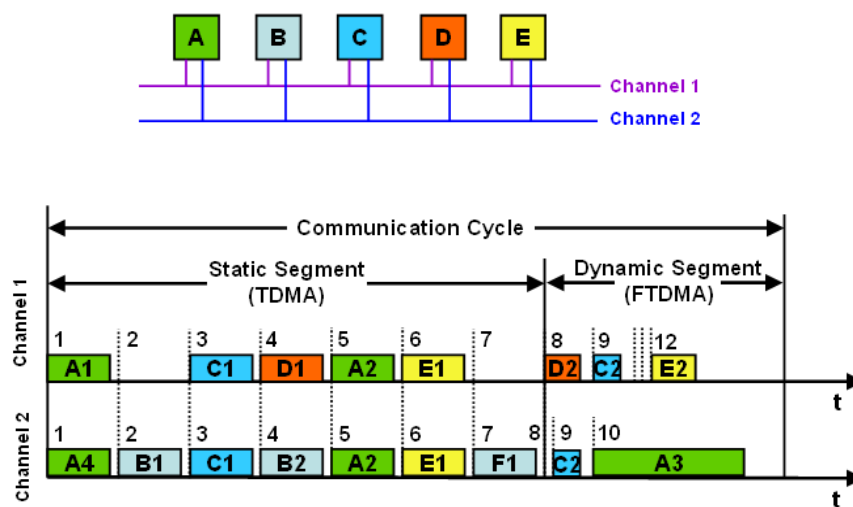 A B C D E
Channel 1
Channel 2
Communication Cycle
Static Segment
(TDMA)
Dynamic Segment
(FTDMA)
Channel 1
1 2 3 4 5 6 7 8 9 12
A1 C1 D1 A2 E1 D2 C2 E2
t
Channel 2
1 2 3 4 5 6 7 8 9 10
A4 B1 C1 B2 A2 E1 F1 C2 A3
t